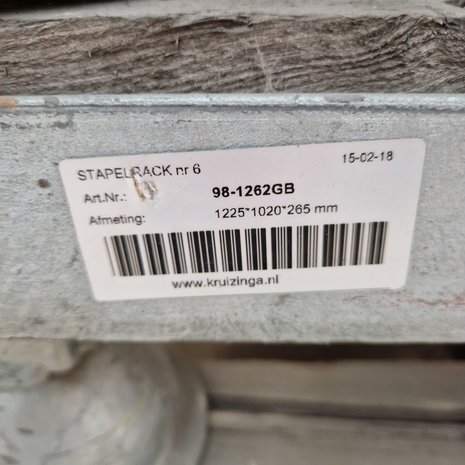 STAPELRACK nr 6 15-02-18
Art.Nr.: 98-1262GB
Afmeting: 1225*1020*265 mm
www.kruizinga.nl